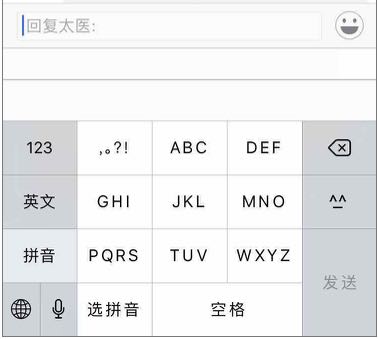 回复太医:
123 ,。?! ABC DEF
英文 GHI JKL MNO ^^
拼音 PQRS TUV WXYZ 发送
选拼音 空格